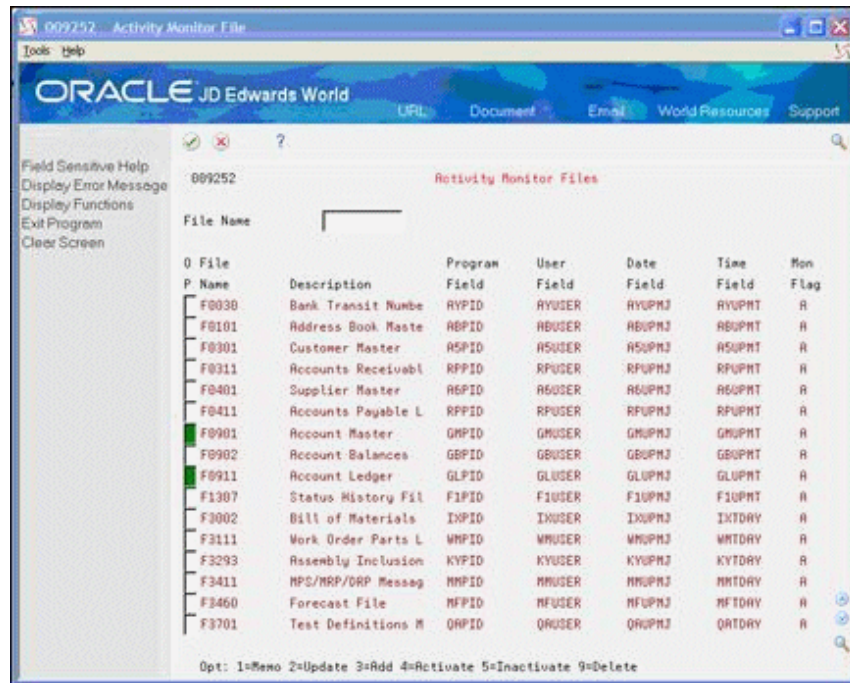 009252 Activity Monitor File
Tools Help
ORACLE JD Edwards World
URL Document Email World Resources Support
?
Field Sensitive Help
Display Error Message
Display Functions
Exit Program
Clear Screen
009252 Activity Monitor Files
File Name
O File Program User Date Time Mon
P Name Description Field Field Field Field Flag
F0030 Bank Transit Numbe AYPID AYUSER AYUPMJ AYUPMT A
F0101 Address Book Maste ABPID ABUSER ABUPMJ ABUPMT A
F0301 Customer Master A5PID A5USER A5UPMJ A5UPMT A
F0311 Accounts Receivabl RPPID RPUSER RPUPMJ RPUPMT A
F0401 Supplier Master A6PID A6USER A6UPMJ A6UPMT A
F0411 Accounts Payable L RPPID RPUSER RPUPMJ RPUPMT A
F0901 Account Master GMPID GMUSER GMUPMJ GMUPMT A
F0902 Account Balances GBPID GBUSER GBUPMJ GBUPMT A
F0911 Account Ledger GLPID GLUSER GLUPMJ GLUPMT A
F1307 Status History Fil F1PID F1USER F1UPMJ F1UPMT A
F3002 Bill of Materials IXPID IXUSER IXUPMJ IXTDAY A
F3111 Work Order Parts L WMPID WMUSER WMUPMJ WMTDAY A
F3293 Assembly Inclusion KYPID KYUSER KYUPMJ KYTDAY A
F3411 MPS/MRP/DRP Messag MMPID MMUSER MMUPMJ MMTDAY A
F3460 Forecast File MFPID MFUSER MFUPMJ MFTDAY A
F3701 Test Definitions M QAPID QAUSER QAUPMJ QATDAY A
Opt: 1=Memo 2=Update 3=Add 4=Activate 5=Inactivate 9=Delete